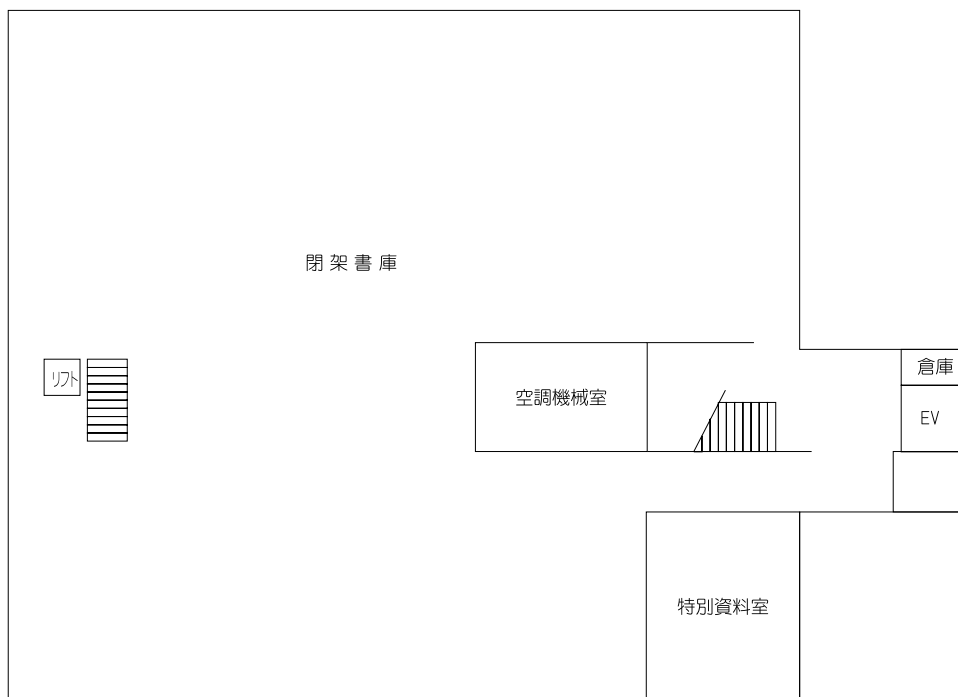 閉架書庫
倉庫
リフト
空調機械室
EV
特別資料室